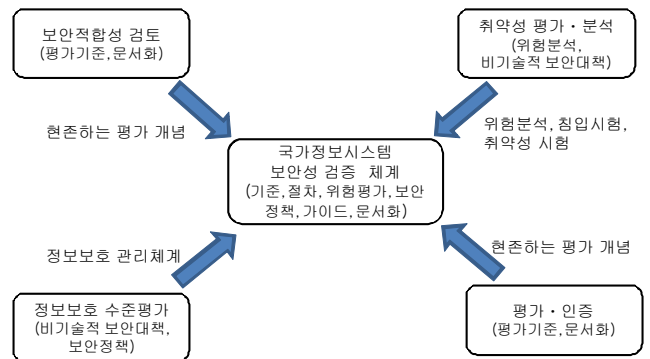 보안적합성 검토
(평가기준,문서화)
취약성 평가·분석
(위험분석,
비기술적 보안대책)
현존하는 평가 개념
위험분석, 침입시험,
취약성 시험
국가정보시스템
보안성 검증 체계
(기준,절차,위험평가,보안
정책,가이드,문서화)
정보보호 관리체계
현존하는 평가 개념
정보보호 수준평가
(비기술적 보안대책,
보안정책)
평가·인증
(평가기준,문서화)